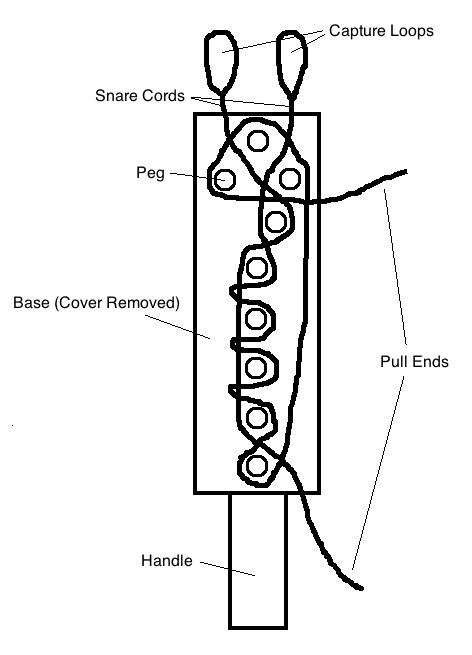 Capture Loops
Snare Cords
Peg
Base (Cover Removed)
Pull Ends
Handle